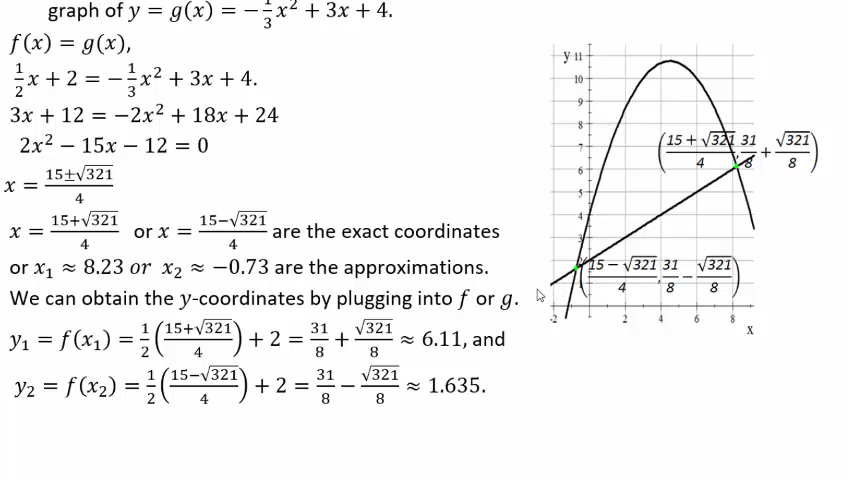 graph of y = g(x) = −1/3 x² + 3x + 4.
f(x) = g(x),
1/2 x + 2 = −1/3 x² + 3x + 4.
3x + 12 = −2x² + 18x + 24
2x² − 15x − 12 = 0
x = (15±√321)/4
x = (15+√321)/4 or x = (15−√321)/4 are the exact coordinates
or x₁ ≈ 8.23 or x₂ ≈ −0.73 are the approximations.
We can obtain the y-coordinates by plugging into f or g.
y₁ = f(x₁) = 1/2 ((15+√321)/4) + 2 = 31/8 + √321/8 ≈ 6.11, and
y₂ = f(x₂) = 1/2 ((15−√321)/4) + 2 = 31/8 − √321/8 ≈ 1.635.
y 11
10
9
8
7
((15 + √321)/4, 31/8 + √321/8)
6
5
4
3
((15 − √321)/4, 31/8 − √321/8)
-2 2 4 6 8
x